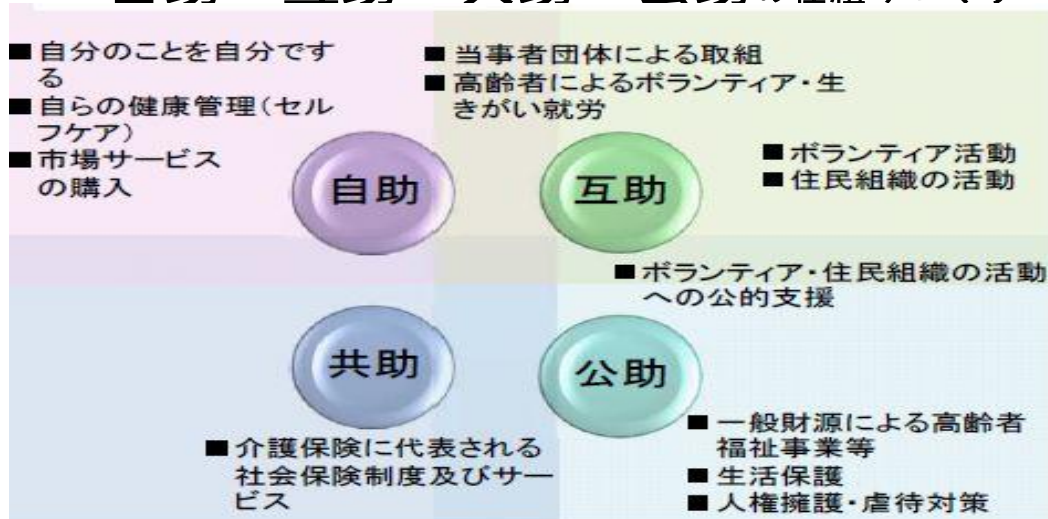 ■自分のことを自分です
る
■自らの健康管理(セル
フケア)
■市場サービス
の購入
■当事者団体による取組
■高齢者によるボランティア・生
きがい就労
■ボランティア活動
■住民組織の活動
自助
互助
■ボランティア・住民組織の活動
への公的支援
共助
公助
■介護保険に代表される
社会保険制度及びサー
ビス
■一般財源による高齢者
福祉事業等
■生活保護
■人権擁護・虐待対策